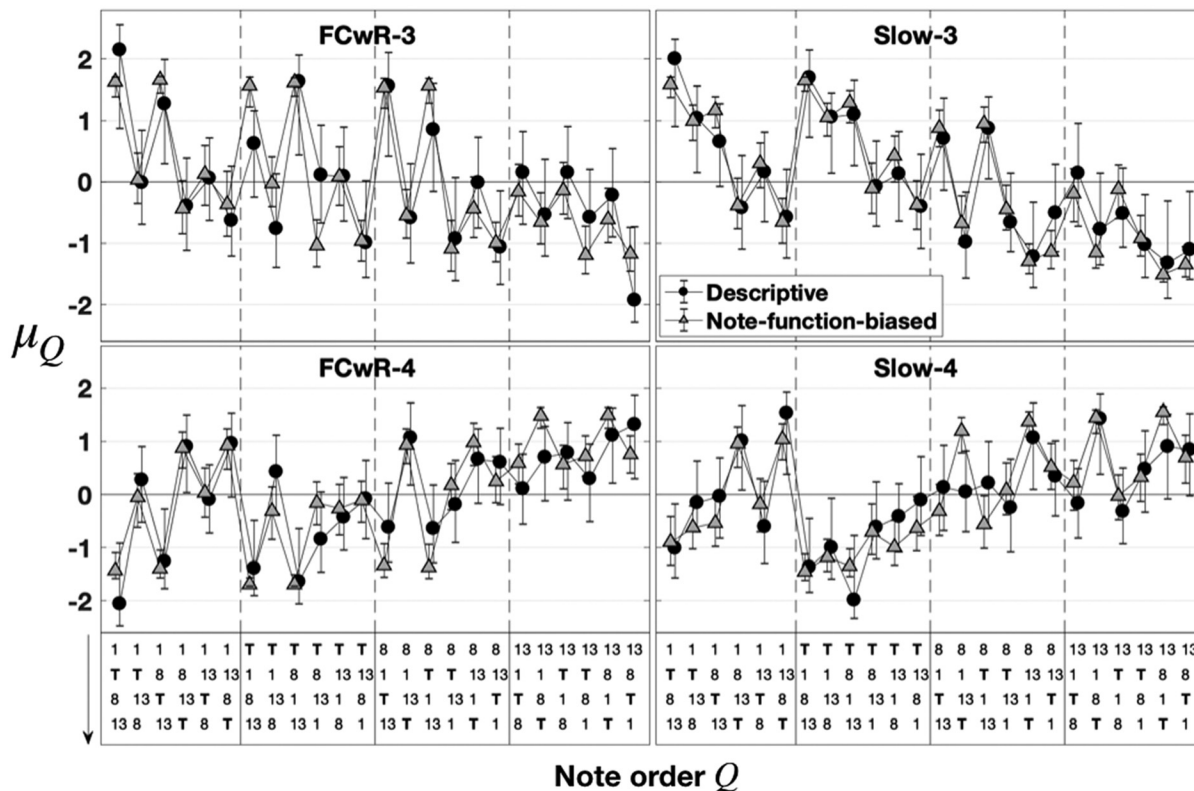 FCwR-3
Slow-3
2
1
0
-1
-2
Descriptive
Note-function-biased
μQ
FCwR-4
Slow-4
2
1
0
-1
-2
1 1 1 1 1 1 T T T T T T 8 8 8 8 8 8 13 13 13 13 13 13
T T 8 8 13 13 1 1 8 8 13 13 1 1 T T 13 13 1 1 T T 8 8
8 13 T 13 T 8 8 13 1 13 1 8 T 13 1 13 1 T T 8 1 8 1 T
13 8 13 T 8 T 13 8 13 1 8 1 13 T 13 1 T 1 8 T 8 1 T 1
1 1 1 1 1 1 T T T T T T 8 8 8 8 8 8 13 13 13 13 13 13
T T 8 8 13 13 1 1 8 8 13 13 1 1 T T 13 13 1 1 T T 8 8
8 13 T 13 T 8 8 13 1 13 1 8 T 13 1 13 1 T T 8 1 8 1 T
13 8 13 T 8 T 13 8 13 1 8 1 13 T 13 1 T 1 8 T 8 1 T 1
Note order Q